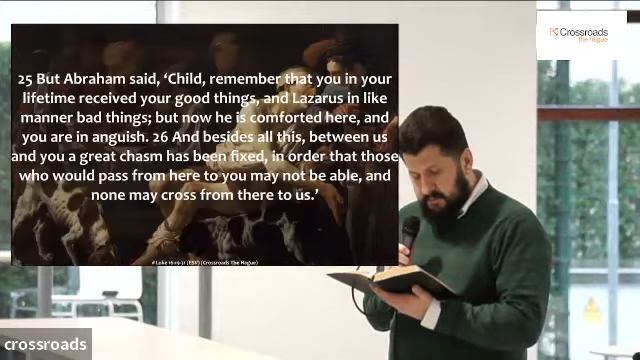 25 But Abraham said, ‘Child, remember that you in your
lifetime received your good things, and Lazarus in like
manner bad things; but now he is comforted here, and
you are in anguish. 26 And besides all this, between us
and you a great chasm has been fixed, in order that those
who would pass from here to you may not be able, and
none may cross from there to us.’
# Luke 16:19-31 (ESV) (Crossroads The Hague)
Crossroads
the hague
crossroads